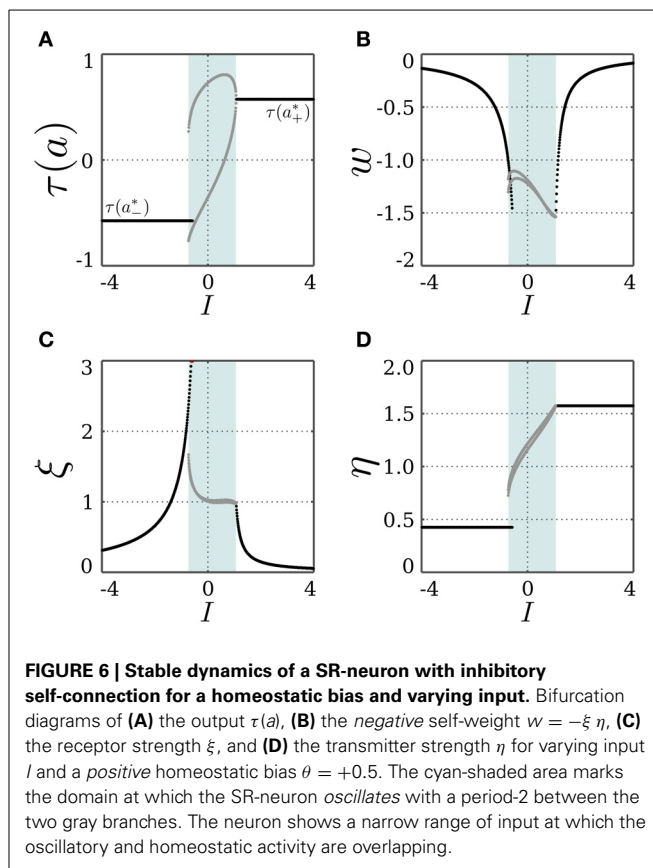 A
B
1
0
-1
τ(a)
τ(a*₋)
τ(a*₊)
-4
0
4
I
0
-0.5
-1.0
-1.5
-2
w
-4
0
4
I
C
D
3
2
1
0
ξ
-4
0
4
I
2.0
1.5
1.0
0.5
0
η
-4
0
4
I
FIGURE 6 | Stable dynamics of a SR-neuron with inhibitory
self-connection for a homeostatic bias and varying input. Bifurcation
diagrams of (A) the output τ(a), (B) the negative self-weight w = −ξ η, (C)
the receptor strength ξ, and (D) the transmitter strength η for varying input
I and a positive homeostatic bias θ = +0.5. The cyan-shaded area marks
the domain at which the SR-neuron oscillates with a period-2 between the
two gray branches. The neuron shows a narrow range of input at which the
oscillatory and homeostatic activity are overlapping.